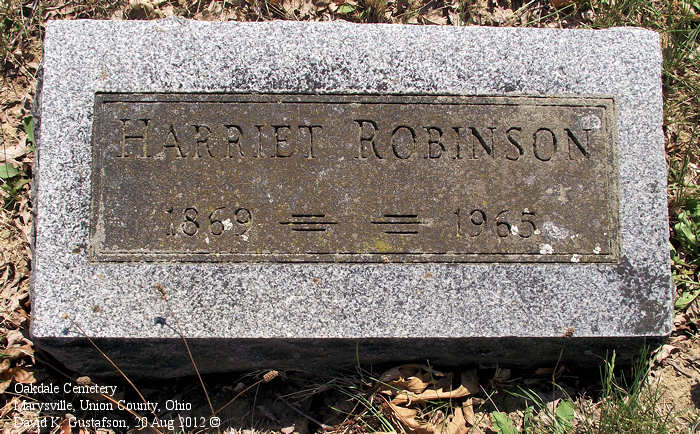 HARRIET ROBINSON
1869 1965
Oakdale Cemetery
Marysville, Union County, Ohio
David K. Gustafson, 20 Aug 2012 ©